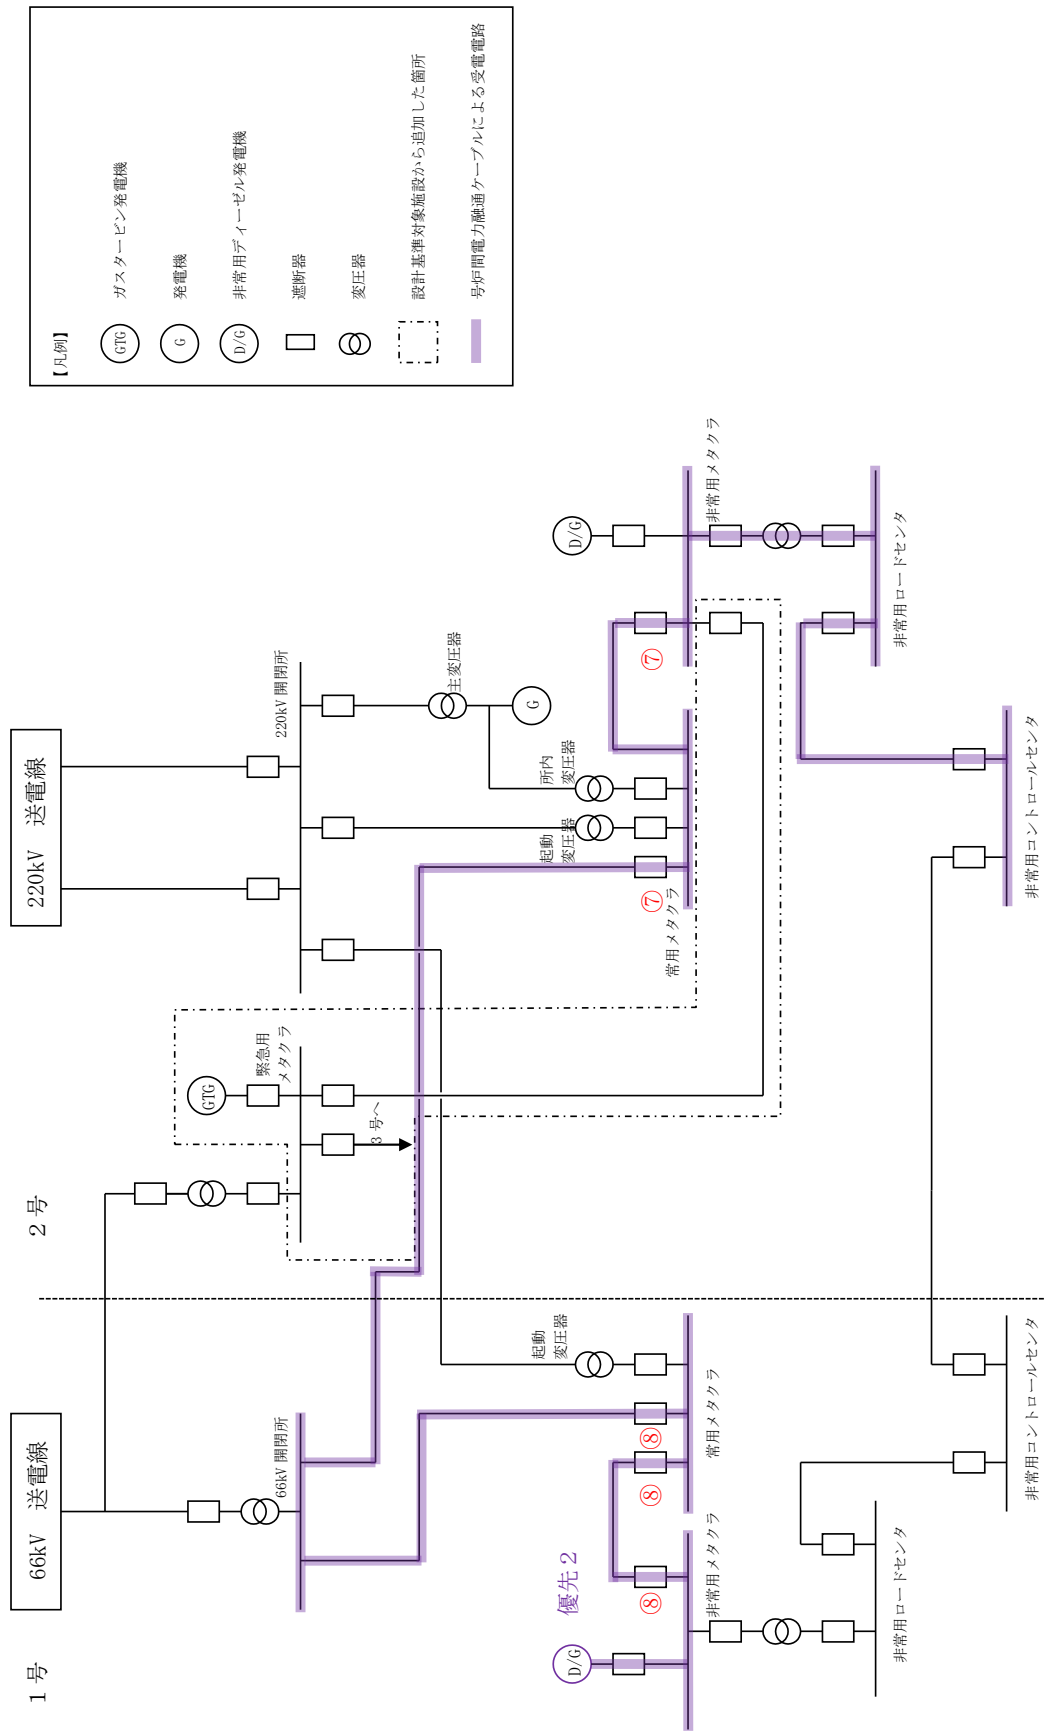 1号
2号
66kV 送電線
220kV 送電線
66kV 開閉所
220kV 開閉所
GTG
緊急用
メタクラ
3号へ
主変圧器
G
所内
変圧器
起動
変圧器
⑦
常用メタクラ
⑦
D/G
非常用メタクラ
非常用ロードセンタ
非常用コントロールセンタ
優先2
D/G
⑧
⑧
⑧
起動
変圧器
常用メタクラ
非常用メタクラ
非常用ロードセンタ
非常用コントロールセンタ
【凡例】
GTG ガスタービン発電機
G 発電機
D/G 非常用ディーゼル発電機
遮断器
変圧器
設計基準対象施設から追加した箇所
号炉間電力融通ケーブルによる受電電路